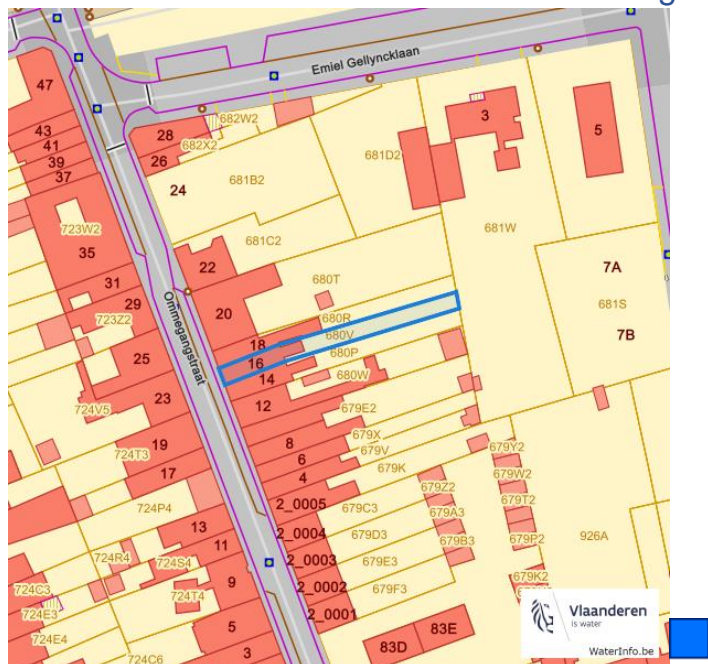 Emiel Gellyncklaan
47
43
41
39
37
28
26
682W2
682X2
24
681B2
681D2
3
5
723W2
35
681C2
22
681W
31
29
723Z2
680T
20
680R
680V
7A
681S
7B
Ommegangstraat
18
16
14
680P
680W
25
12
679E2
724V5
23
679X
679V
679K
8
6
4
19
724T3
17
2_0005
679C3
679Z2
679Y2
679W2
724P4
13
11
2_0004
679D3
679A3
679T2
2_0003
679E3
679B3
679P2
926A
724R4
724S4
9
2_0002
679F3
679K2
724C3
724E3
724T4
2_0001
724E4
5
83D
83E
724C6
3
Vlaanderen
is water
WaterInfo.be